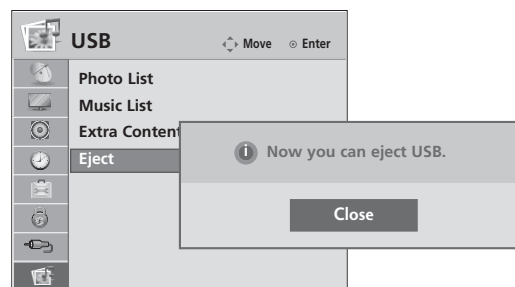 USB Move Enter
Photo List
Music List
Extra Content
Eject
Now you can eject USB.
Close